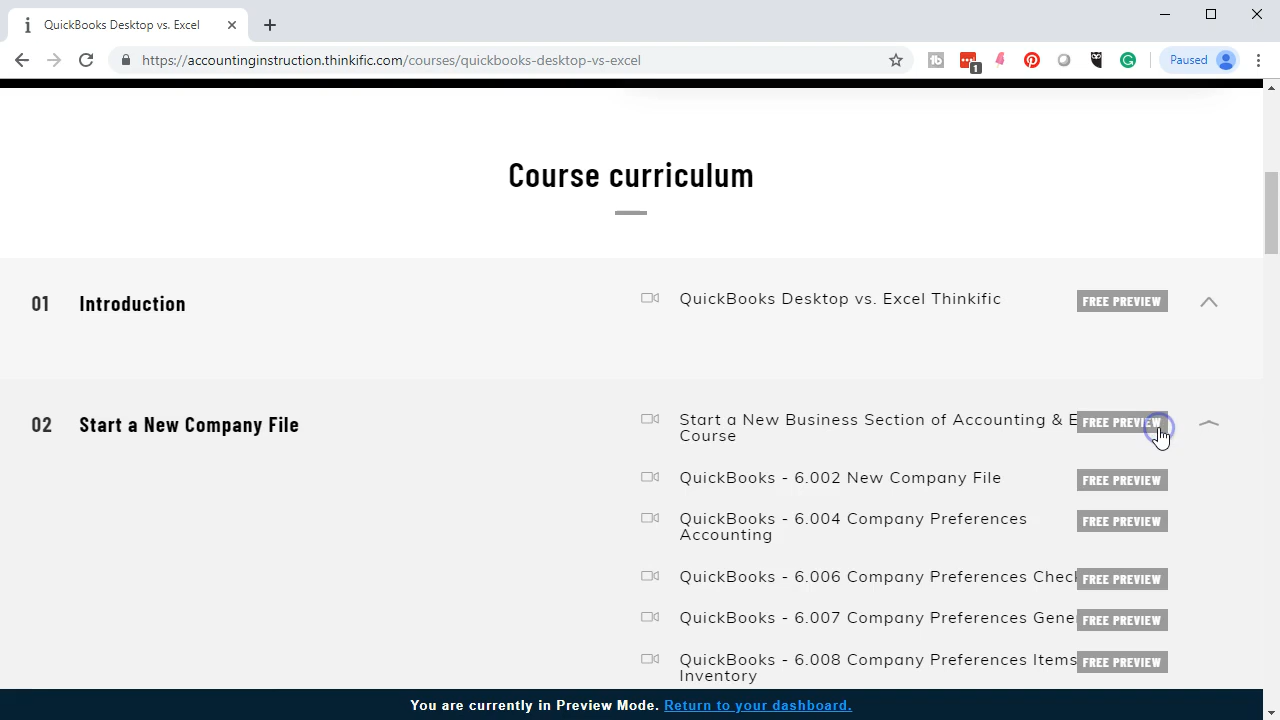 QuickBooks Desktop vs. Excel
https://accountinginstruction.thinkific.com/courses/quickbooks-desktop-vs-excel
1
Paused
Course curriculum
01 Introduction
QuickBooks Desktop vs. Excel Thinkific FREE PREVIEW
02 Start a New Company File
Start a New Business Section of Accounting & E FREE PREVIEW
Course
QuickBooks - 6.002 New Company File FREE PREVIEW
QuickBooks - 6.004 Company Preferences FREE PREVIEW
Accounting
QuickBooks - 6.006 Company Preferences Check FREE PREVIEW
QuickBooks - 6.007 Company Preferences Gene FREE PREVIEW
QuickBooks - 6.008 Company Preferences Items FREE PREVIEW
Inventory
You are currently in Preview Mode. Return to your dashboard.